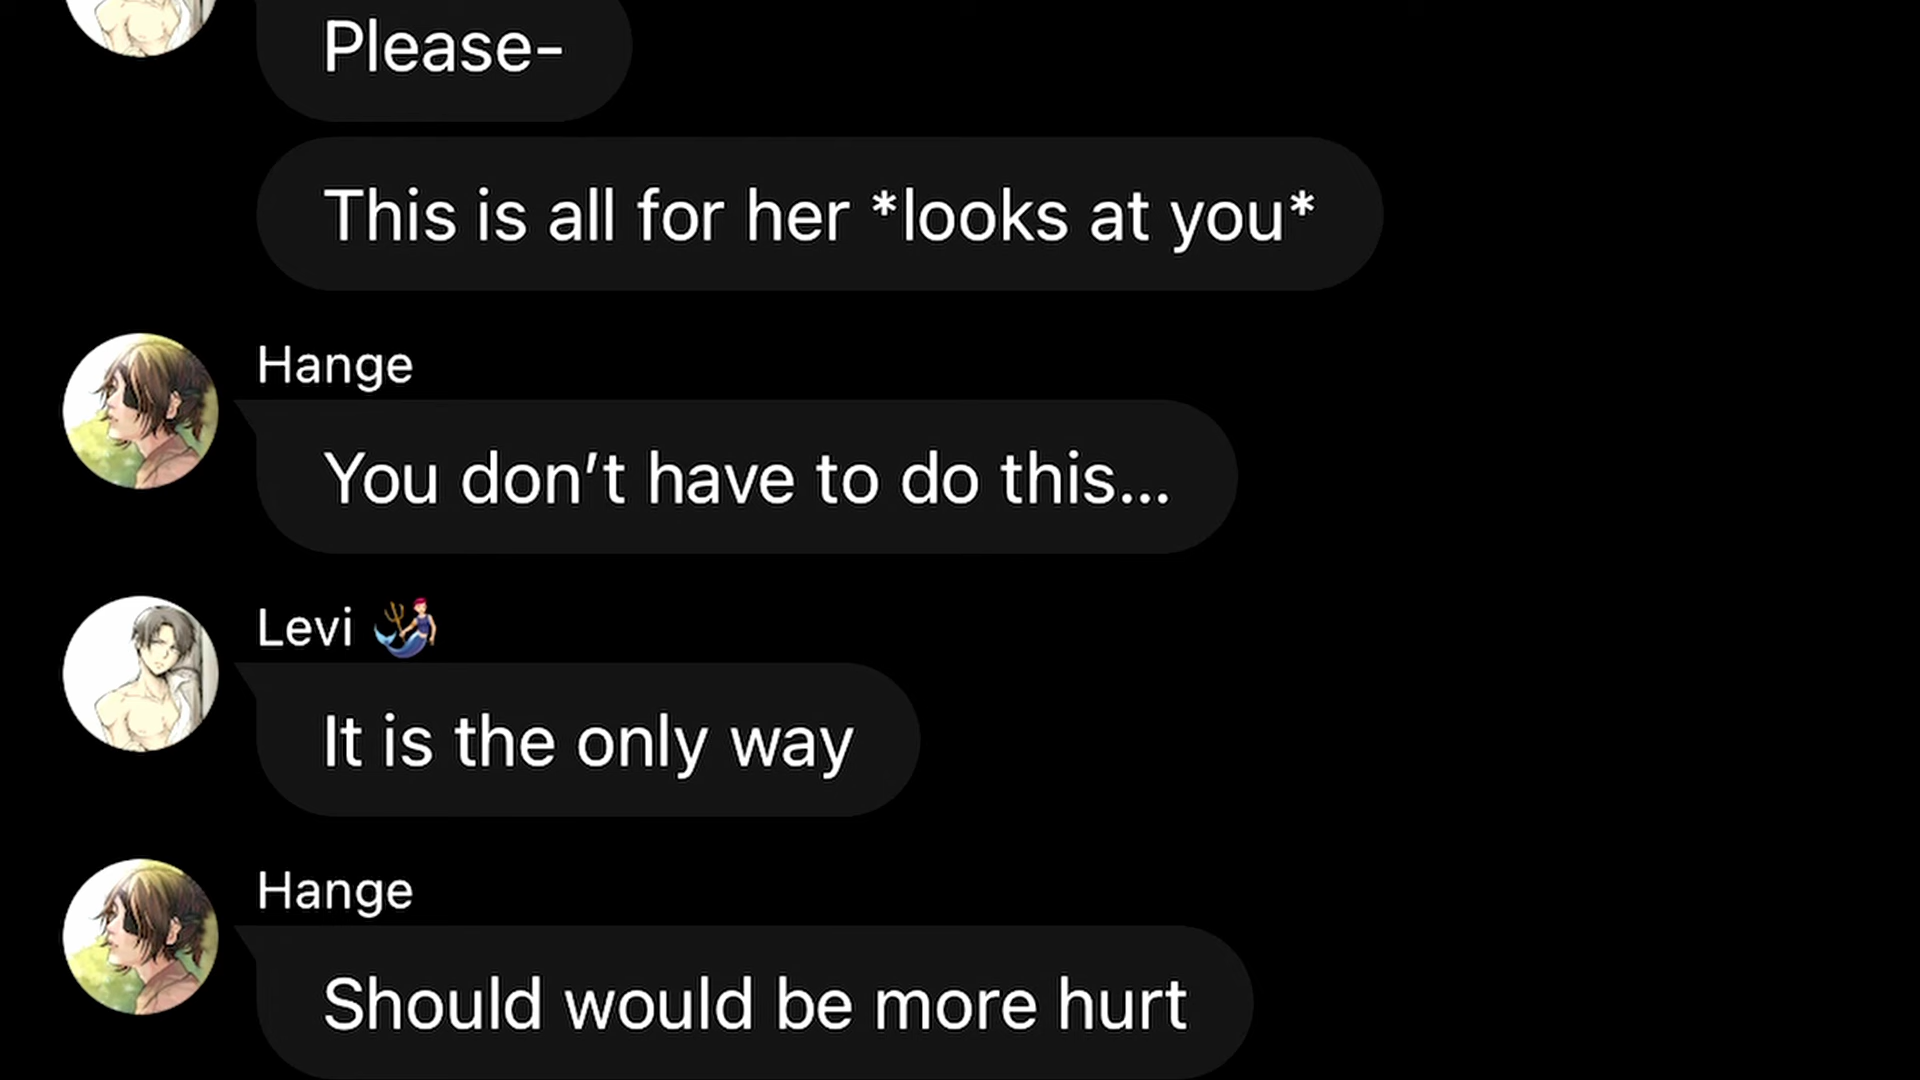 Please-
This is all for her *looks at you*
Hange
You don't have to do this...
Levi 🧜‍♀️
It is the only way
Hange
Should would be more hurt